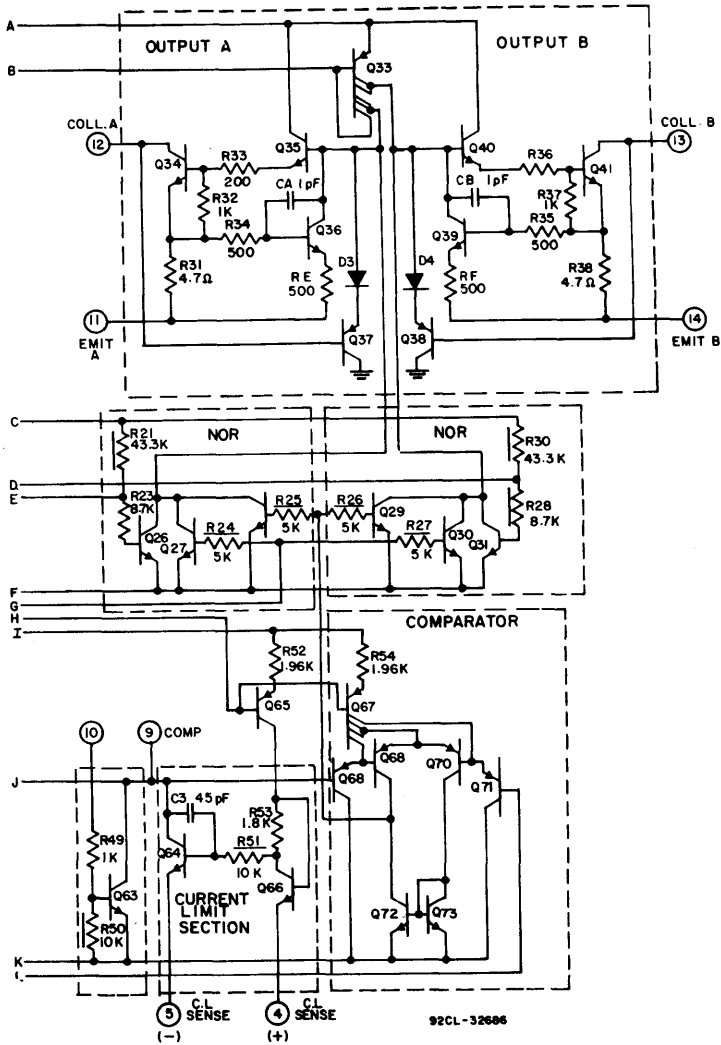 A
OUTPUT A
OUTPUT B
B
Q33
COLL. A
12
COLL. B
13
Q34
R33
200
Q35
Q40
R36
Q41
CA 1pF
CB 1pF
R32
1K
R37
1K
R34
500
Q36
Q39
R35
500
R31
4.7Ω
RE
500
D3
D4
RF
500
R38
4.7Ω
11
EMIT
A
Q37
Q38
14
EMIT B
C
R21
43.3K
NOR
NOR
R30
43.3K
D
E
R23
8.7K
R25
5K
R26
5K
Q29
R28
8.7K
Q26
Q27
R24
5K
R27
5K
Q30
Q31
F
G
H
I
COMPARATOR
R52
1.96K
R54
1.96K
Q65
Q67
10
9
COMP
J
Q68
Q68
Q70
Q71
C3 45pF
R53
1.8K
R49
1K
Q64
R51
10K
Q63
Q66
R50
10K
CURRENT
LIMIT
SECTION
Q72
Q73
K
5
C.L
SENSE
(-)
4
C.L
SENSE
(+)
92CL-32686